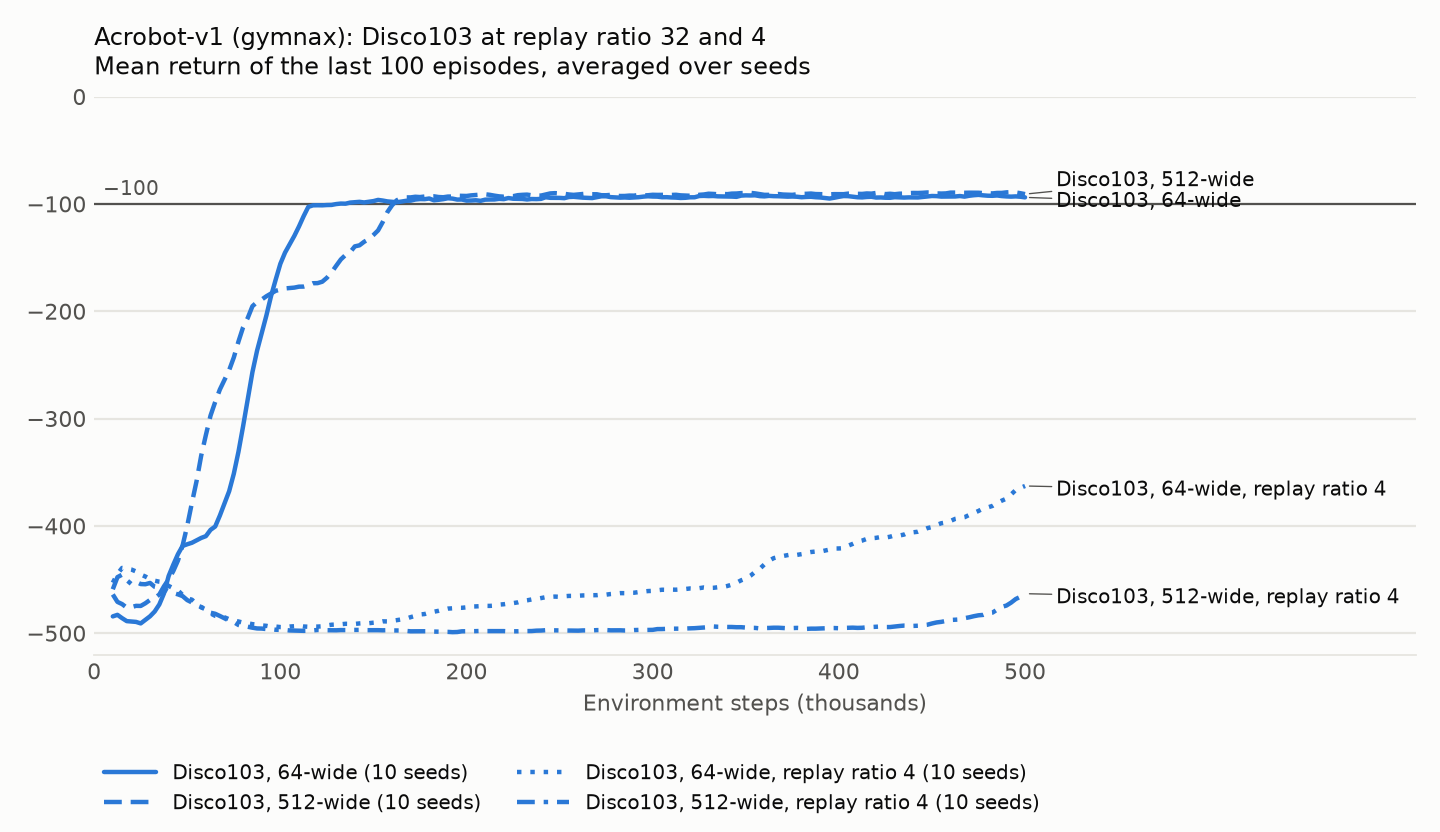 Acrobot-v1 (gymnax): Disco103 at replay ratio 32 and 4
Mean return of the last 100 episodes, averaged over seeds
0
−100
−100
−200
−300
−400
−500
Disco103, 512-wide
Disco103, 64-wide
Disco103, 64-wide, replay ratio 4
Disco103, 512-wide, replay ratio 4
0 100 200 300 400 500
Environment steps (thousands)
Disco103, 64-wide (10 seeds)
Disco103, 512-wide (10 seeds)
Disco103, 64-wide, replay ratio 4 (10 seeds)
Disco103, 512-wide, replay ratio 4 (10 seeds)